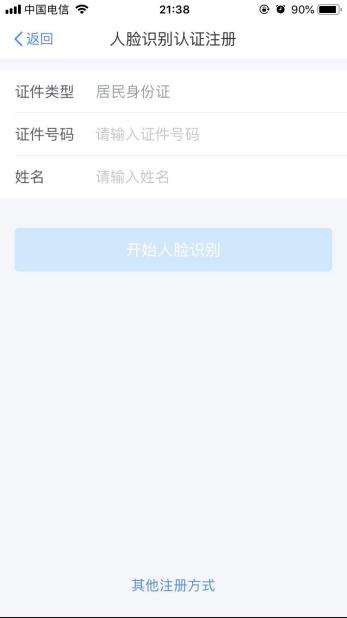 中国电信 21:38 90%
返回 人脸识别认证注册
证件类型 居民身份证
证件号码 请输入证件号码
姓名 请输入姓名
开始人脸识别
其他注册方式